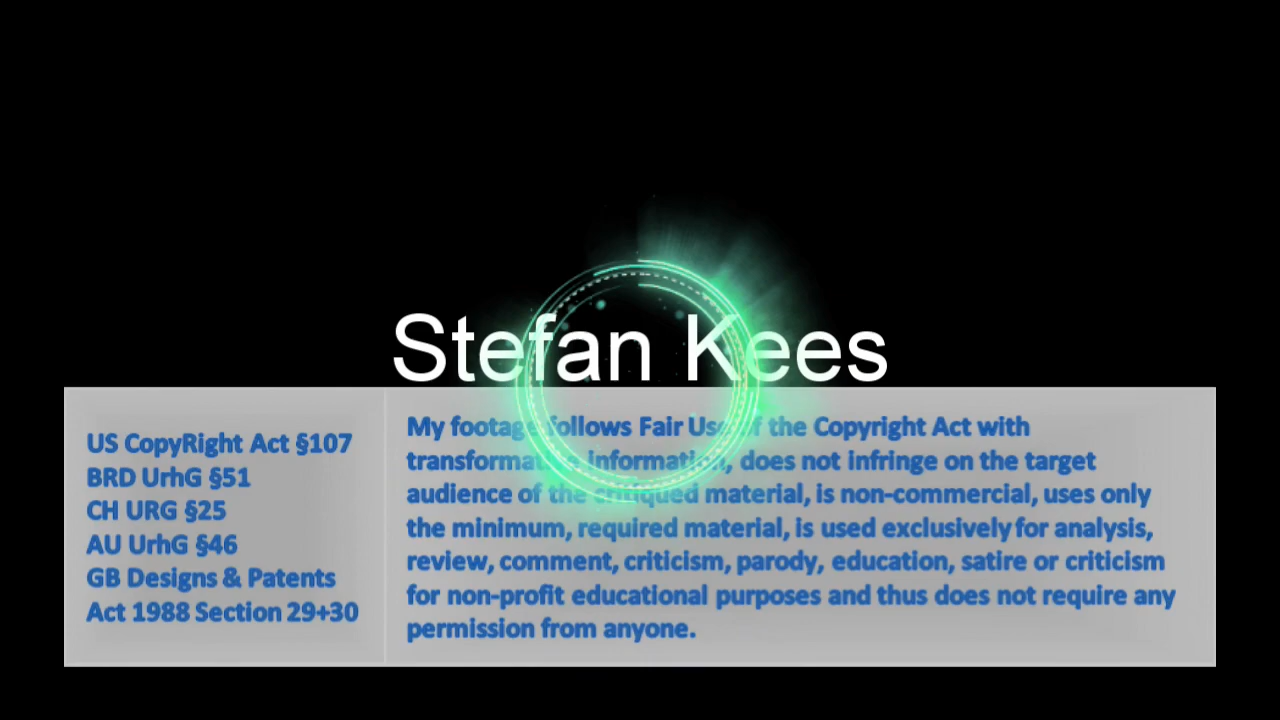 Stefan Kees
US CopyRight Act §107
BRD UrhG §51
CH URG §25
AU UrhG §46
GB Designs & Patents
Act 1988 Section 29+30
My footage follows Fair Use of the Copyright Act with
transformative, information, does not infringe on the target
audience of the critiqued material, is non-commercial, uses only
the minimum, required material, is used exclusively for analysis,
review, comment, criticism, parody, education, satire or criticism
for non-profit educational purposes and thus does not require any
permission from anyone.